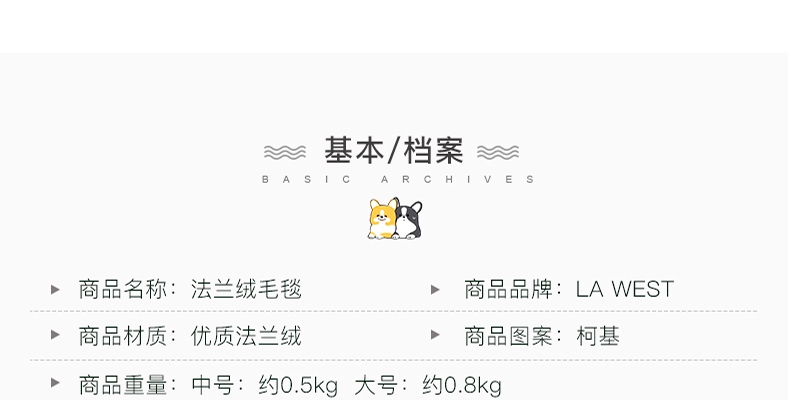 基本/档案
BASIC ARCHIVES
商品名称：法兰绒毛毯 商品品牌：LA WEST
商品材质：优质法兰绒 商品图案：柯基
商品重量：中号：约0.5kg 大号：约0.8kg